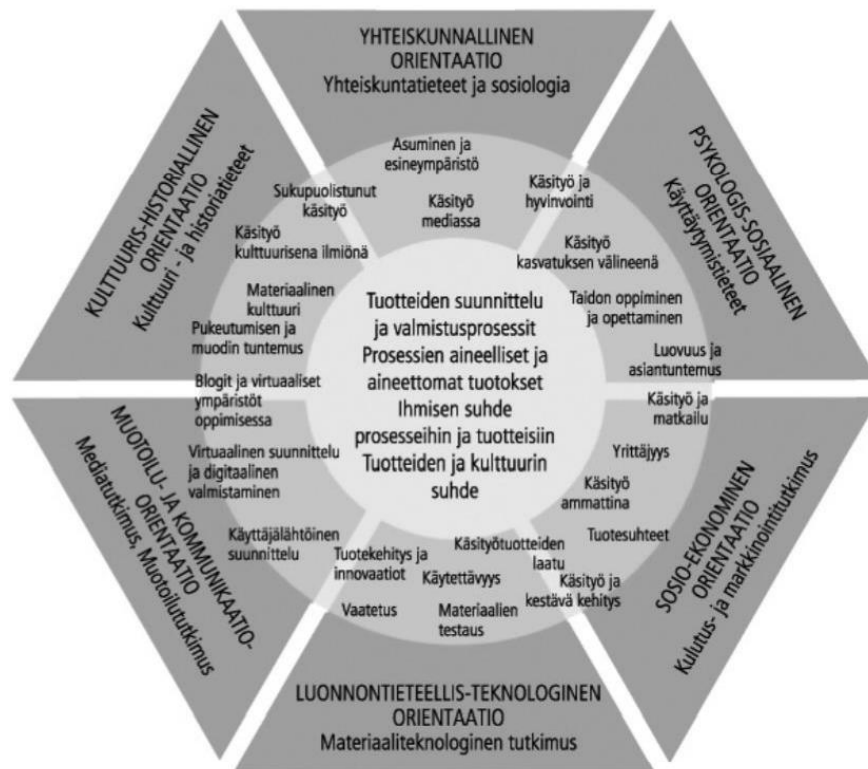 YHTEISKUNNALLINEN
ORIENTAATIO
Yhteiskuntatieteet ja sosiologia
KULTTUURIS-HISTORIALLINEN
ORIENTAATIO
Kulttuuri - ja historiatieteet
PSYKOLOGIS-SOSIAALINEN
ORIENTAATIO
Käyttäytymistieteet
Asuminen ja
esineympäristö
Sukupuolistunut
käsityö
Käsityö
mediassa
Käsityö ja
hyvinvointi
Käsityö
kulttuurisena ilmiönä
Käsityö
kasvatuksen välineenä
Materiaalinen
kulttuuri
Taidon oppiminen
ja opettaminen
Pukeutumisen ja
muodin tuntemus
Luovuus ja
asiantuntemus
Tuotteiden suunnittelu
ja valmistusprosessit
Prosessien aineelliset ja
aineettomat tuotokset
Ihmisen suhde
prosesseihin ja tuotteisiin
Tuotteiden ja kulttuurin
suhde
Blogit ja virtuaaliset
ympäristöt
oppimisessa
Käsityö ja
matkailu
Virtuaalinen suunnittelu
ja digitaalinen
valmistaminen
Yrittäjyys
Käsityö
ammattina
Käyttäjälähtöinen
suunnittelu
Tuotesuhteet
Tuotekehitys ja
innovaatiot
Käsityötuotteiden
laatu
Käytettävyys
Käsityö ja
kestävä kehitys
Vaatetus
Materiaalien
testaus
MUOTOILU- JA KOMMUNIKAATIO-
ORIENTAATIO
Mediatutkimus, Muotoilututkimus
SOSIO-EKONOMINEN
ORIENTAATIO
Kulutus- ja markkinointitutkimus
LUONNONTIETEELLIS-TEKNOLOGINEN
ORIENTAATIO
Materiaaliteknologinen tutkimus